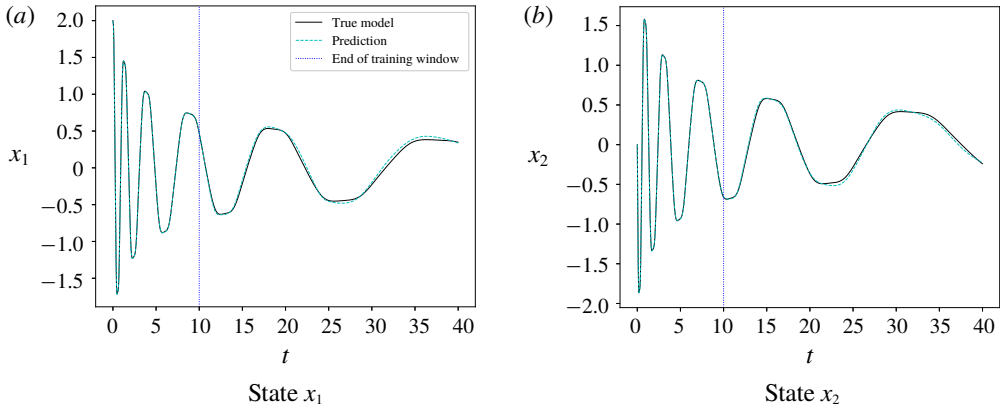 (a)
2.0
1.5
1.0
0.5
0
−0.5
−1.0
−1.5
x1
True model
Prediction
End of training window
0 5 10 15 20 25 30 35 40
t
State x1
(b)
1.5
1.0
0.5
0
−0.5
−1.0
−1.5
−2.0
x2
0 5 10 15 20 25 30 35 40
t
State x2